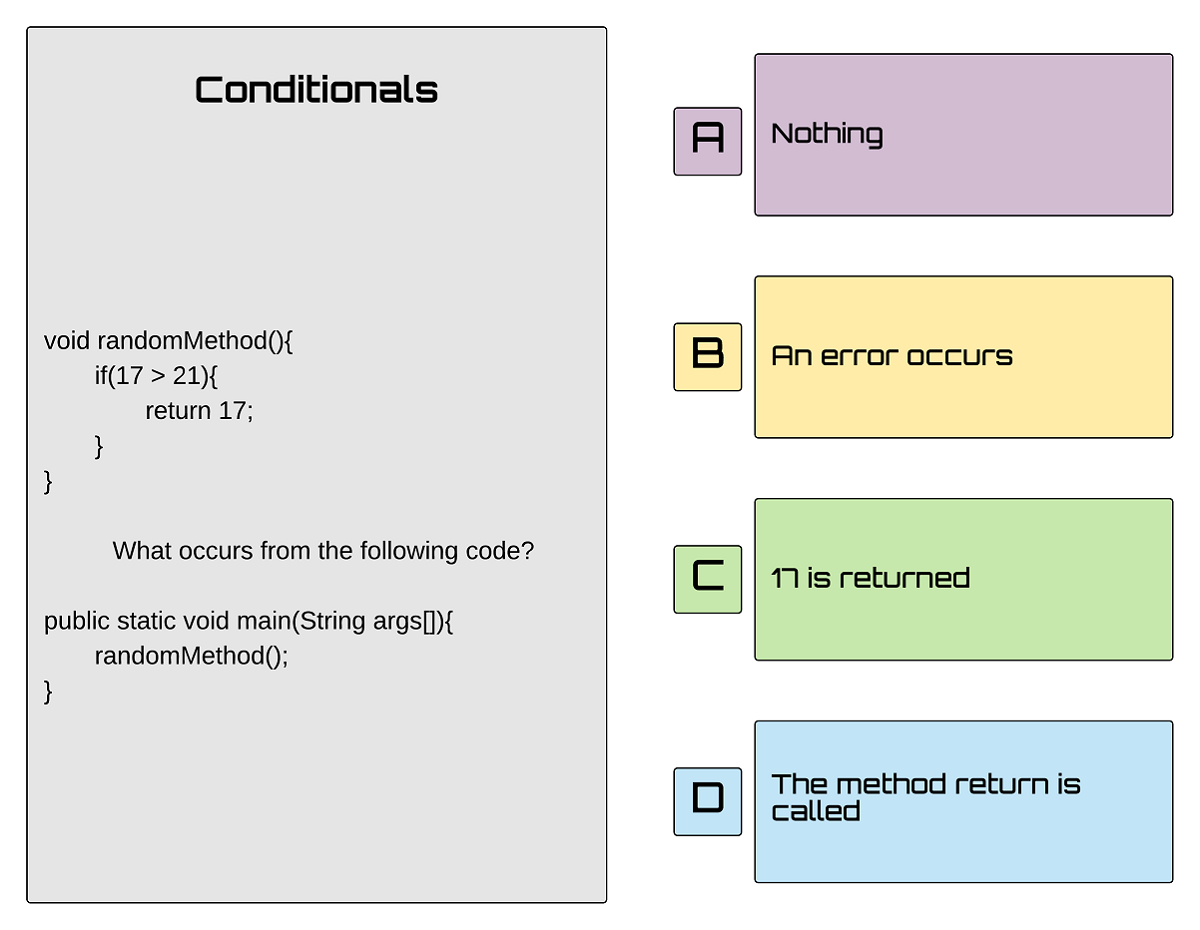 Conditionals
void randomMethod(){
if(17 > 21){
return 17;
}
}
What occurs from the following code?
public static void main(String args[]){
randomMethod();
}
A
Nothing
B
An error occurs
C
17 is returned
D
The method return is
called